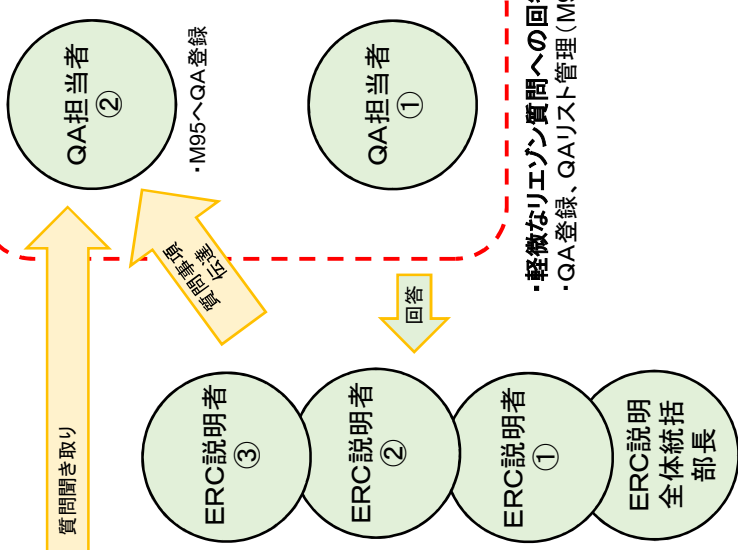 QA担当者
②
・M95へQA登録
QA担当者
①
質問聞き取り
質問事項
伝達
回答
ERC説明者
③
ERC説明者
②
ERC説明者
①
ERC説明
全体統括
部長
・軽微なリエゾン質問への回
・QA登録、QAリスト管理（M9